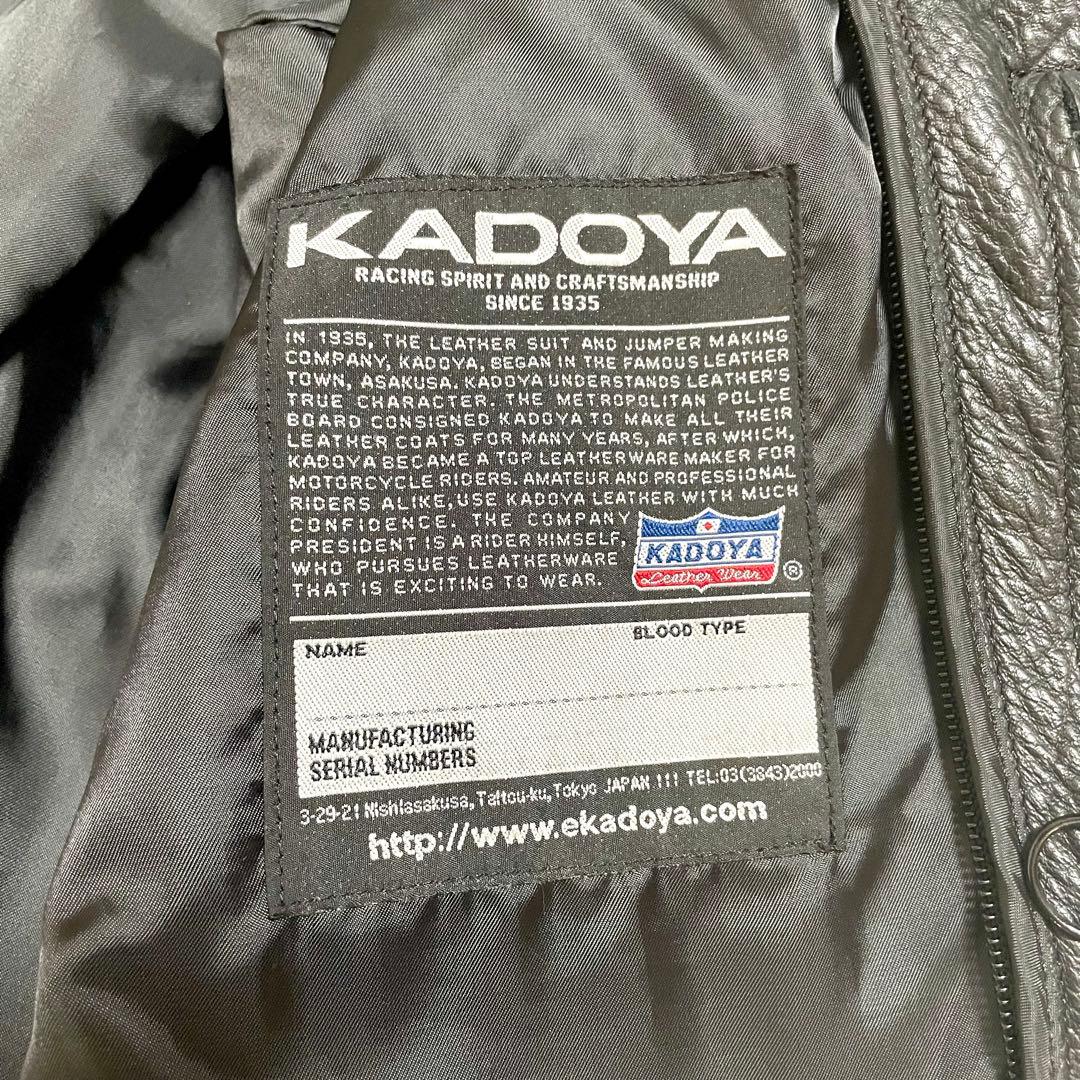 KADOYA
RACING SPIRIT AND CRAFTSMANSHIP
SINCE 1935
IN 1935, THE LEATHER SUIT AND JUMPER MAKING
COMPANY, KADOYA, BEGAN IN THE FAMOUS LEATHER
TOWN, ASAKUSA. KADOYA UNDERSTANDS LEATHER'S
TRUE CHARACTER. THE METROPOLITAN POLICE
BOARD CONSIGNED KADOYA TO MAKE ALL THEIR
LEATHER COATS FOR MANY YEARS, AFTER WHICH,
KADOYA BECAME A TOP LEATHERWARE MAKER FOR
MOTORCYCLE RIDERS. AMATEUR AND PROFESSIONAL
RIDERS ALIKE, USE KADOYA LEATHER WITH MUCH
CONFIDENCE. THE COMPANY
PRESIDENT IS A RIDER HIMSELF,
WHO PURSUES LEATHERWARE
THAT IS EXCITING TO WEAR.
KADOYA
Leather Wear ®
NAME BLOOD TYPE
MANUFACTURING
SERIAL NUMBERS
3-29-21 Nishiasakusa, Taitou-ku, Tokyo JAPAN 111 TEL:03(3843)2000
http://www.ekadoya.com